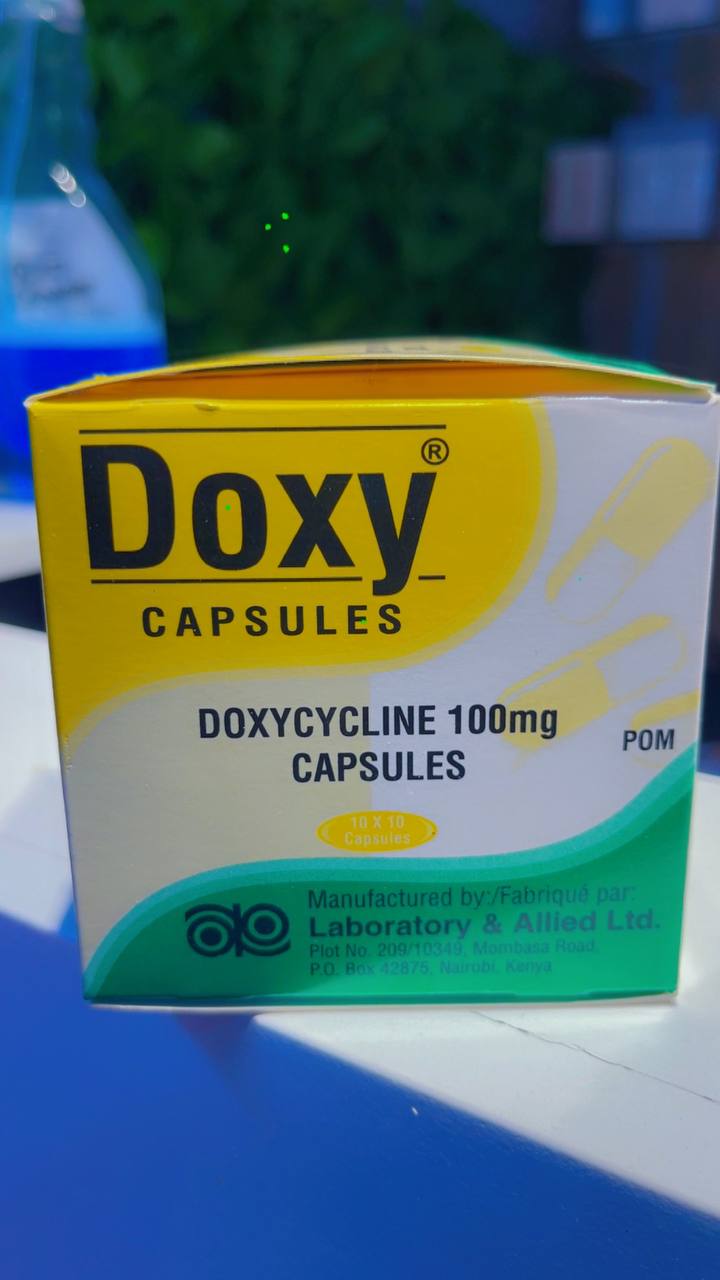 Doxy®
CAPSULES
DOXYCYCLINE 100mg
CAPSULES
POM
10 X 10
Capsules
Manufactured by:/Fabriqué par:
Laboratory & Allied Ltd.
Plot No. 209/10349, Mombasa Road,
P.O. Box 42875, Nairobi, Kenya